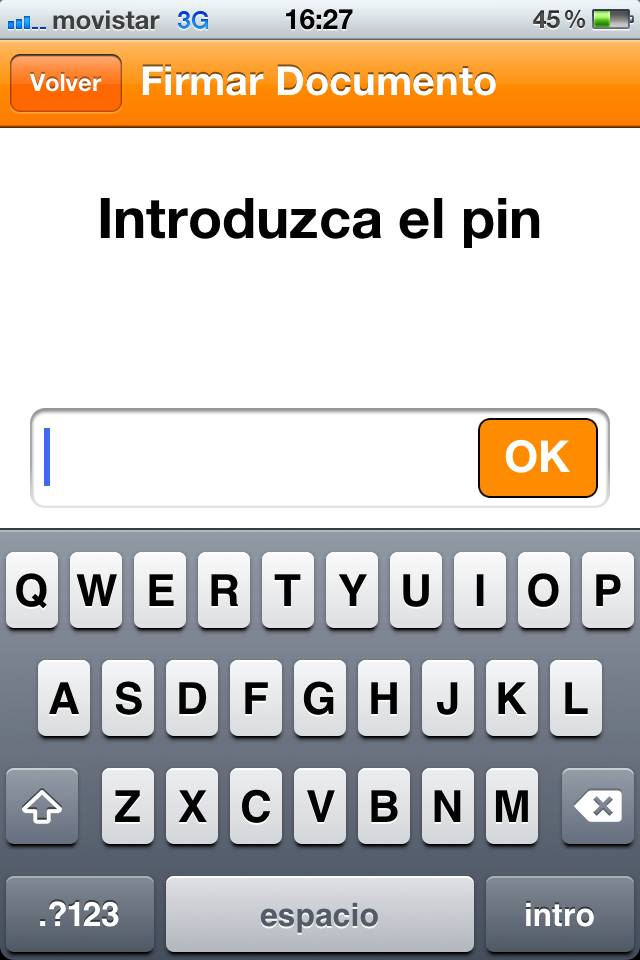 movistar 3G 16:27 45 %
Volver Firmar Documento
Introduzca el pin
OK
Q W E R T Y U I O P
A S D F G H J K L
Z X C V B N M
.?123 espacio intro